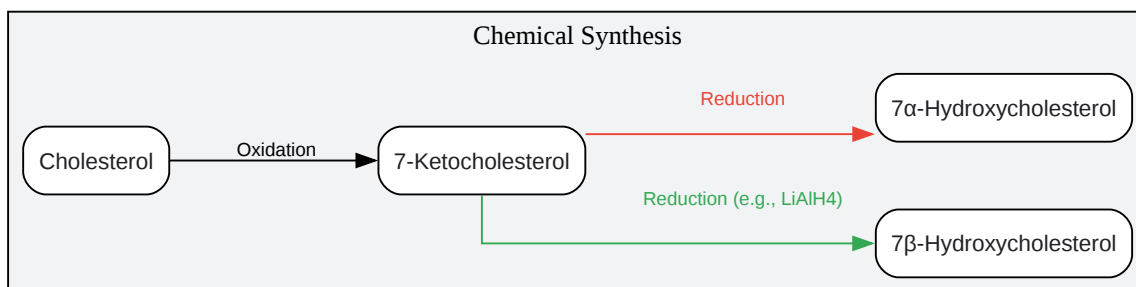 Chemical Synthesis
Cholesterol
Oxidation
7-Ketocholesterol
Reduction
7α-Hydroxycholesterol
Reduction (e.g., LiAlH4)
7β-Hydroxycholesterol